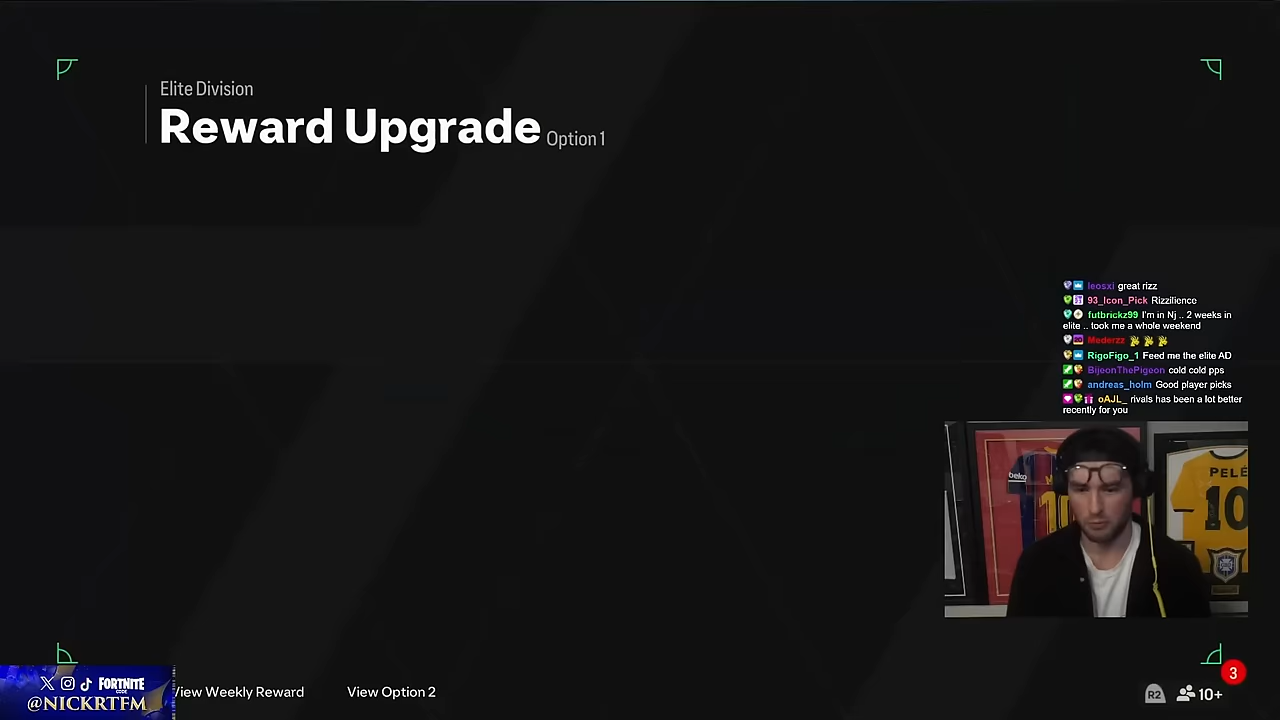 Elite Division
Reward Upgrade Option 1
leosxi great rizz
93_Icon_Pick Rizzilience
futbrickz99 I'm in Nj .. 2 weeks in
elite .. took me a whole weekend
Mederzz
RigoFigo_1 Feed me the elite AD
BijeonThePigeon cold cold pps
andreas_holm Good player picks
oAJL_ rivals has been a lot better
recently for you
beko
PELÉ
10
10
3
FORTNITE
CODE
@NICKRTFM
View Weekly Reward
View Option 2
R2
10+